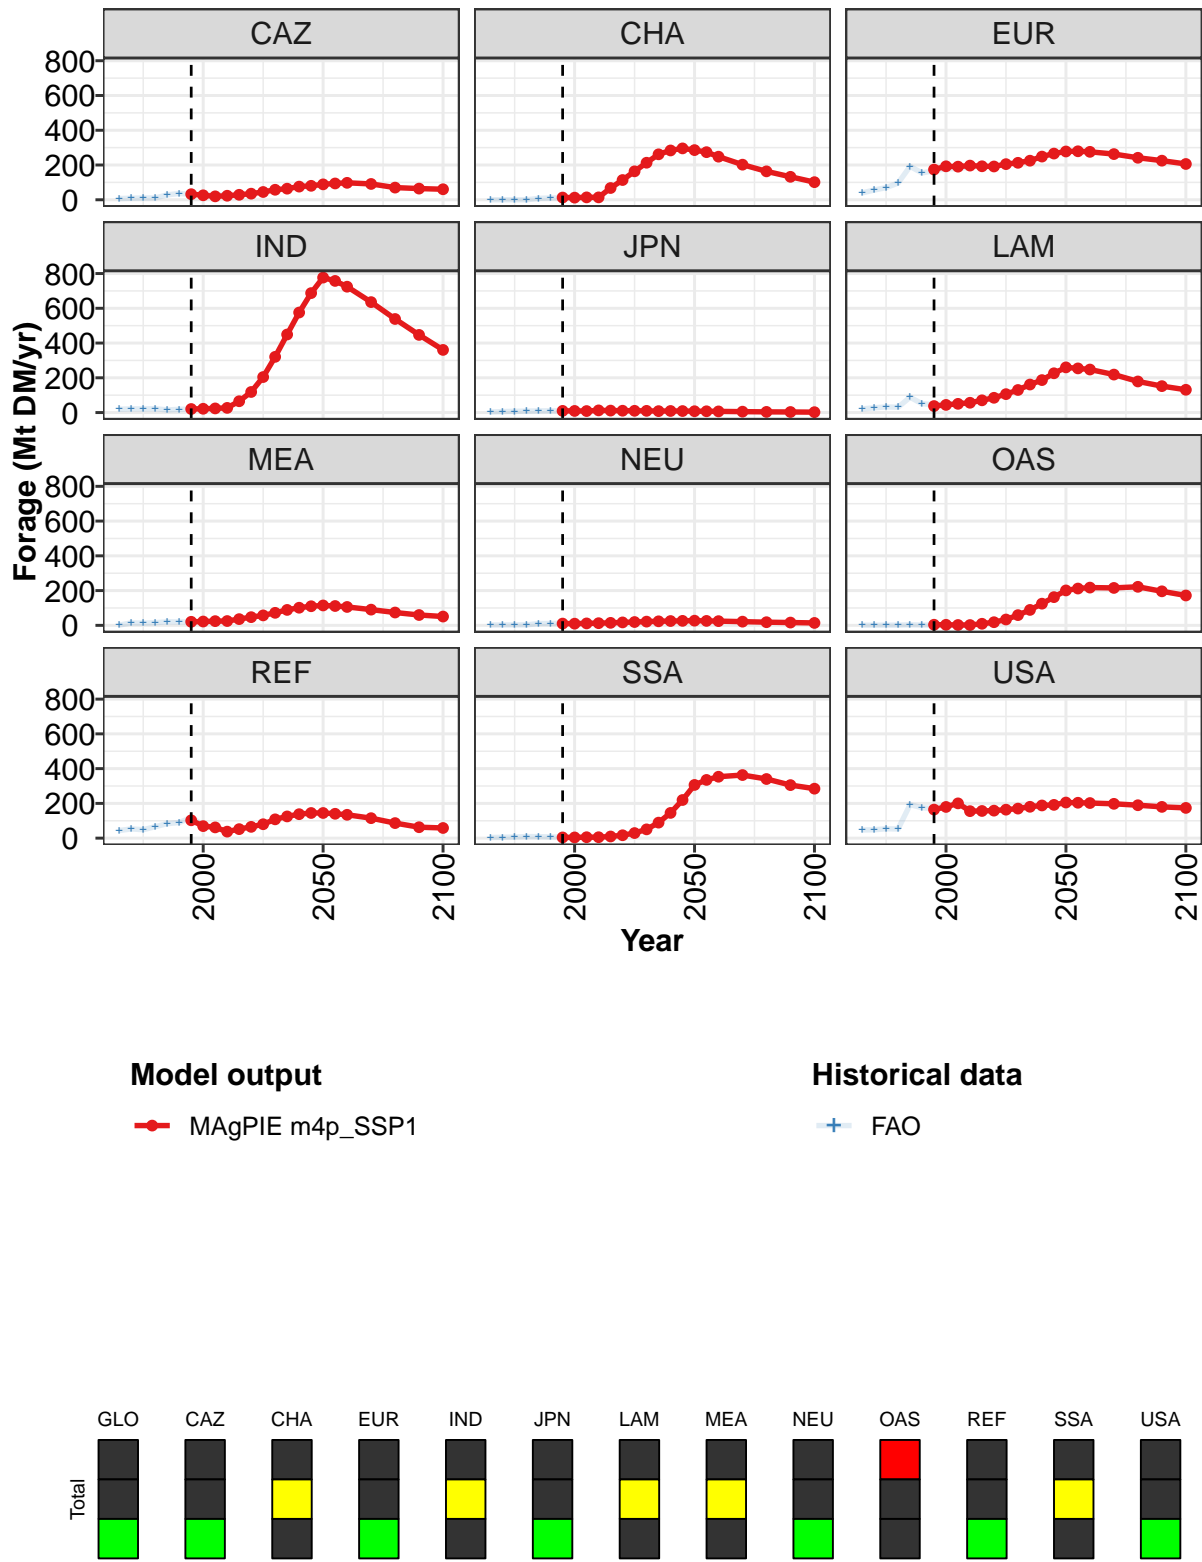 CAZ CHA EUR
800
600
400
200
0
IND JPN LAM
800
600
400
200
0
MEA NEU OAS
800
600
400
200
0
REF SSA USA
800
600
400
200
0
Forage (Mt DM/yr)
2000 2050 2100 2000 2050 2100 2000 2050 2100
Year
Model output Historical data
MAgPIE m4p_SSP1 FAO
GLO CAZ CHA EUR IND JPN LAM MEA NEU OAS REF SSA USA
Total